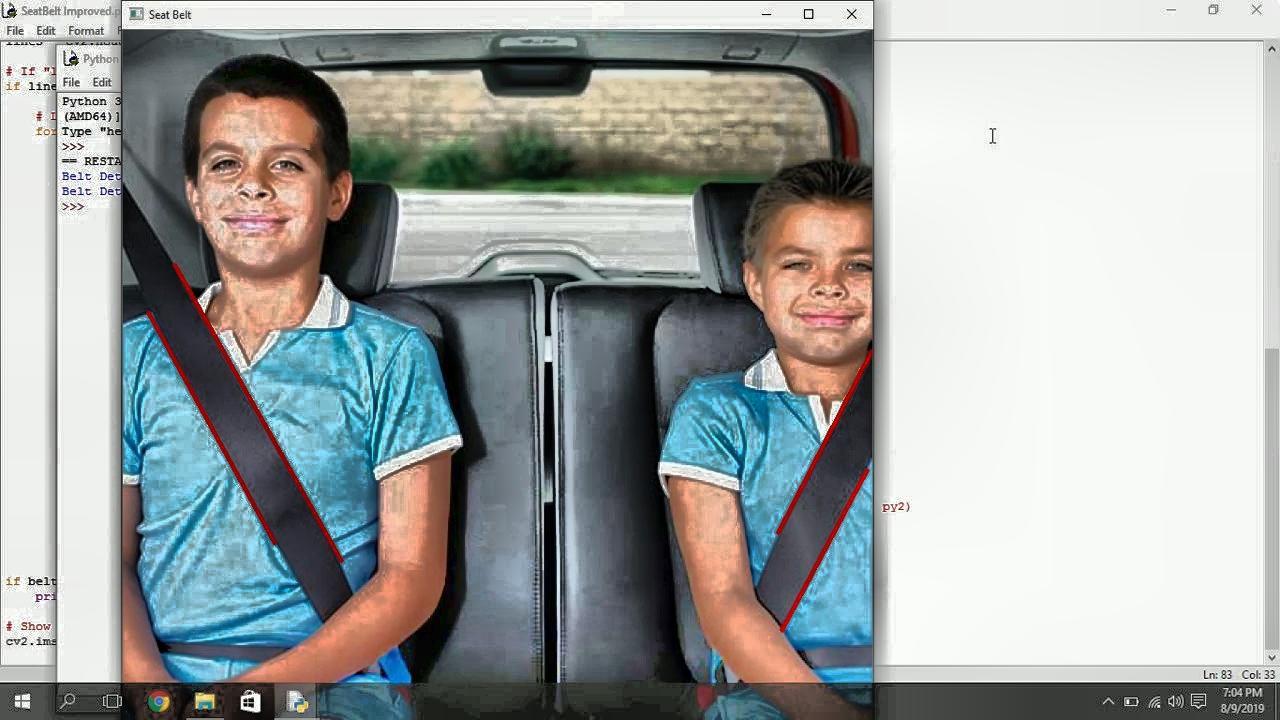 SeatBelt Improved.p
Seat Belt
File Edit Format
# If "l
if line
# I
for
Python
File Edit
Python 3
(AMD64)]
Type "he
>>>
== RESTA
Belt Det
Belt Det
>>>
py2)
if belt
pri
# Show
cv2.ims
Ln: 83 Col: 33
7:04 PM
8/9/2019